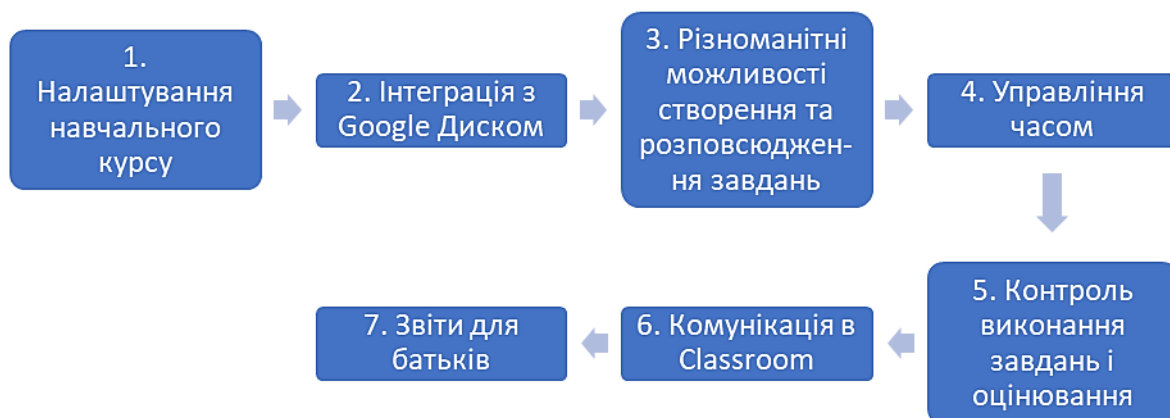 1.
Налаштування
навчального
курсу
2. Інтеграція з
Google Диском
3. Різноманітні
можливості
створення та
розповсюджен-
ня завдань
4. Управління
часом
5. Контроль
виконання
завдань і
оцінювання
6. Комунікація в
Classroom
7. Звіти для
батьків